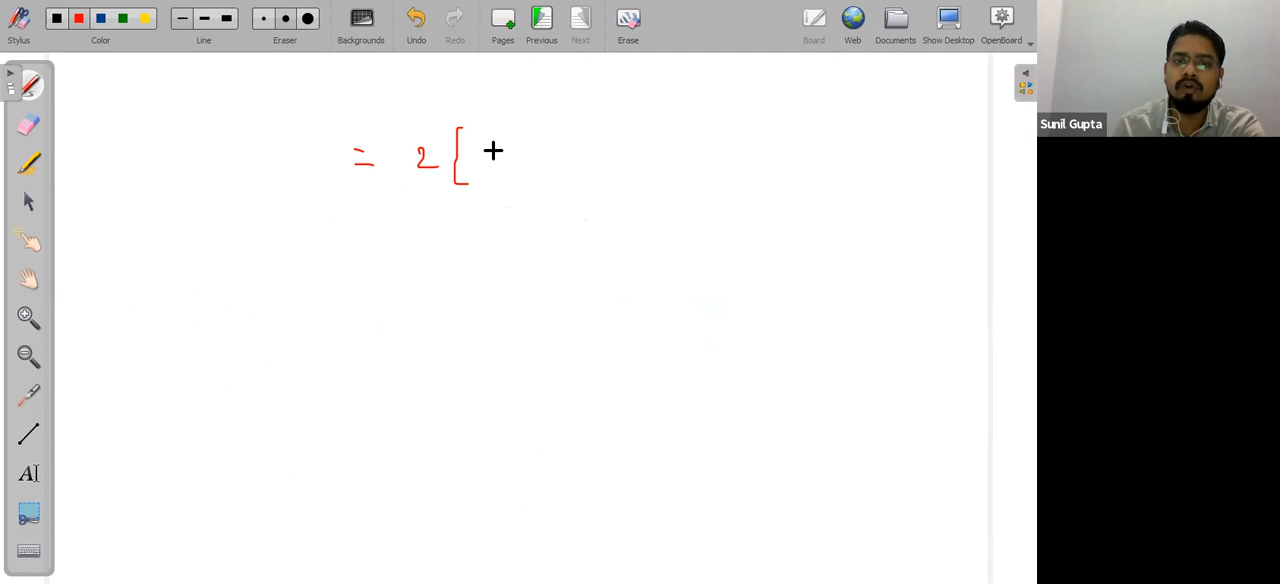 Stylus Color Line Eraser Backgrounds Undo Redo Pages Previous Next Erase Board Web Documents Show Desktop OpenBoard
Sunil Gupta
= 2 [
AI